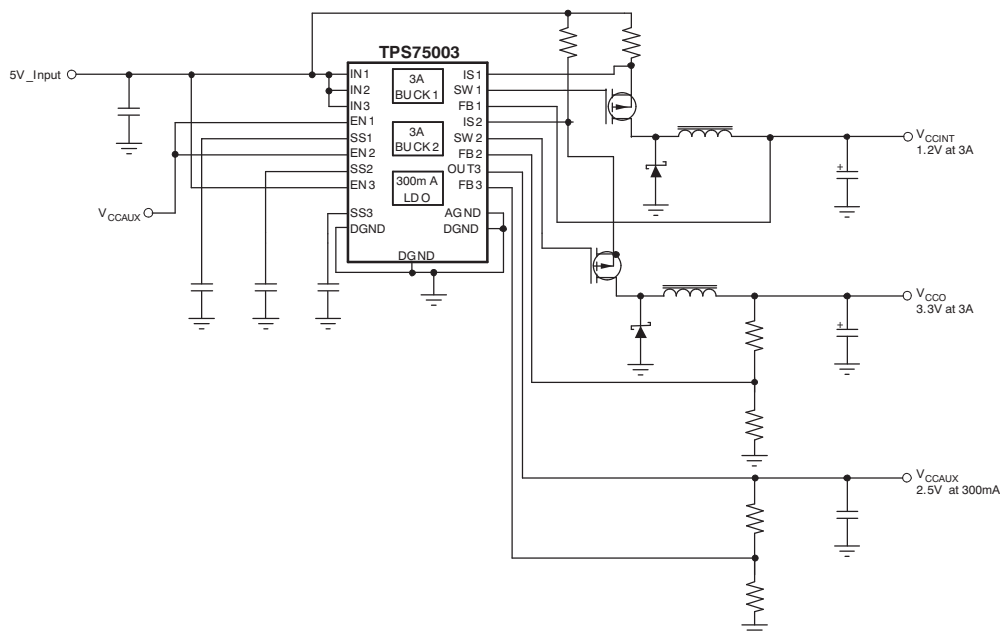 TPS75003
5V_Input
IN1
IN2
IN3
EN1
SS1
EN2
SS2
EN3
SS3
DGND
3A
BUCK1
3A
BUCK2
300mA
LDO
DGND
IS1
SW1
FB1
IS2
SW2
FB2
OUT3
FB3
AGND
DGND
VCCAUX
VCCINT
1.2V at 3A
+
VCCO
3.3V at 3A
+
VCCAUX
2.5V at 300mA